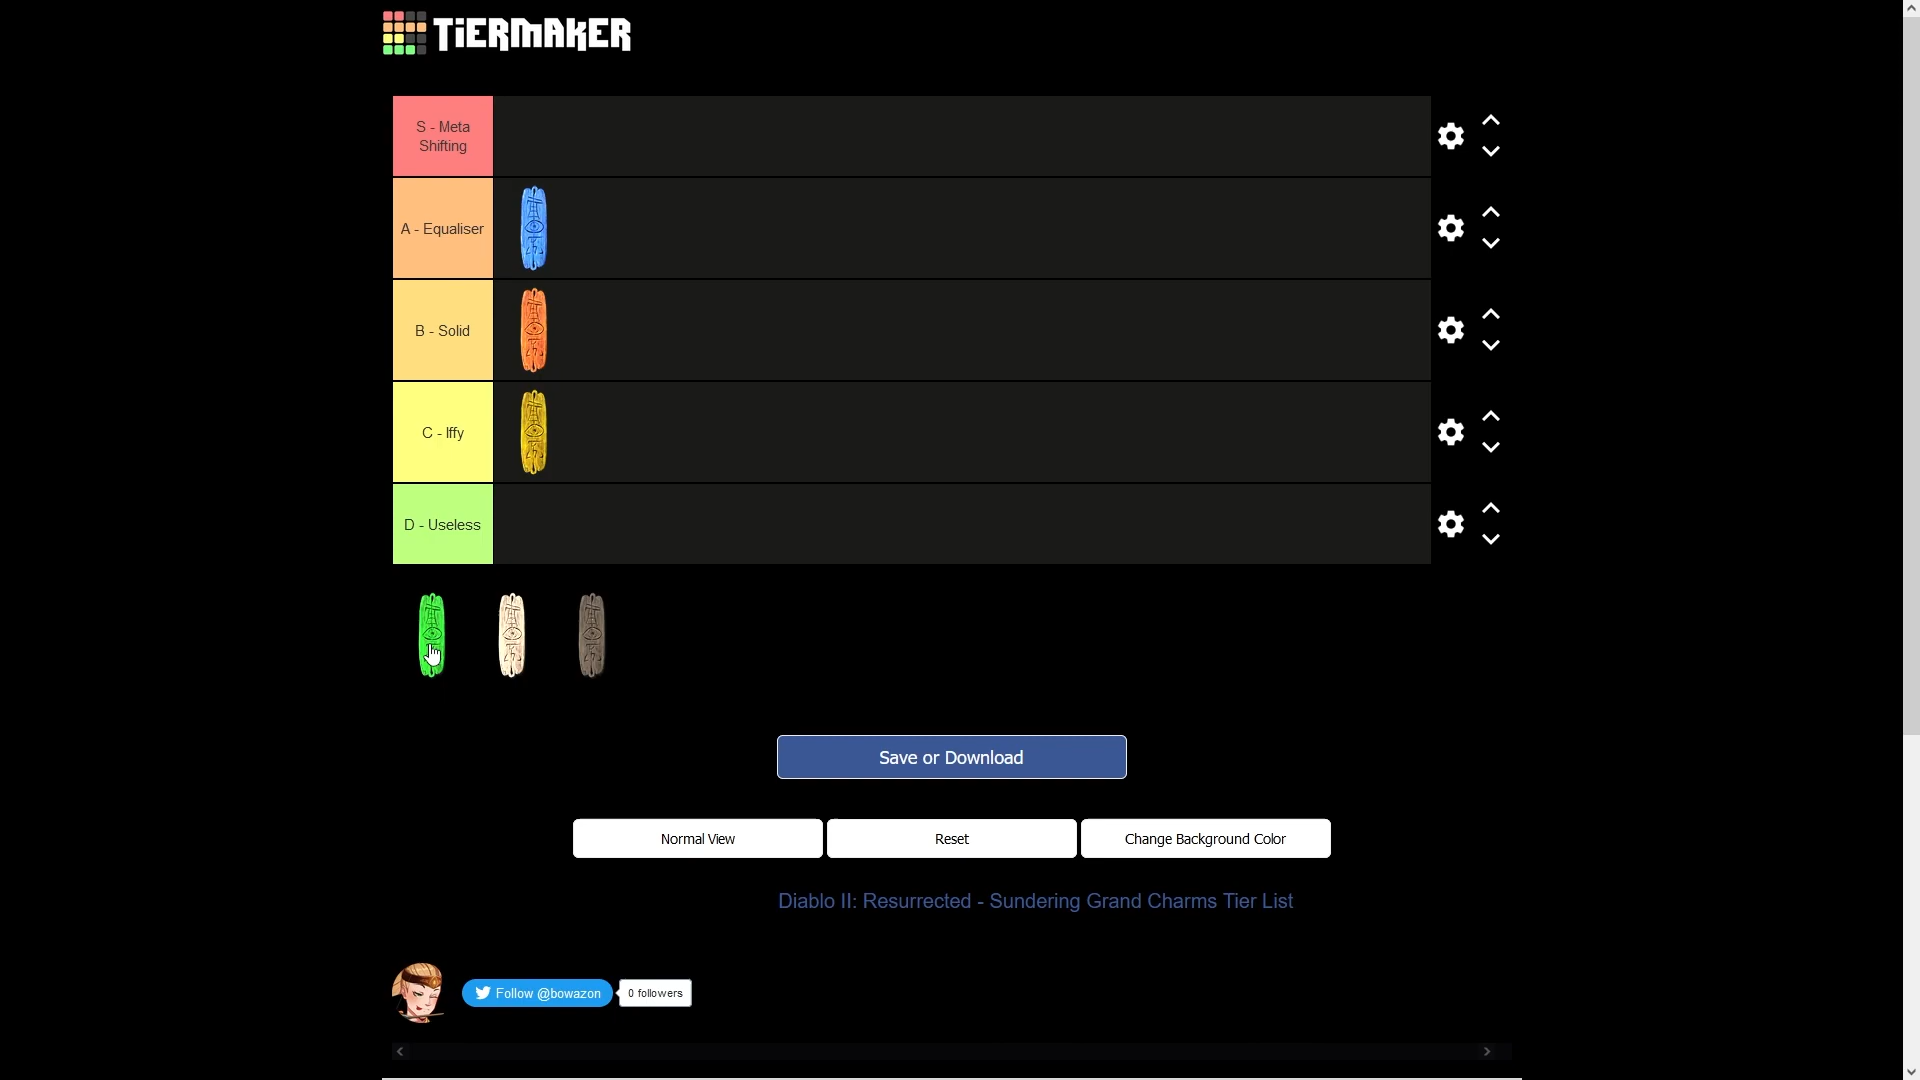 TiERMAKER
S - Meta
Shifting
A - Equaliser
B - Solid
C - Iffy
D - Useless
Save or Download
Normal View
Reset
Change Background Color
Diablo II: Resurrected - Sundering Grand Charms Tier List
Follow @bowazon
0 followers